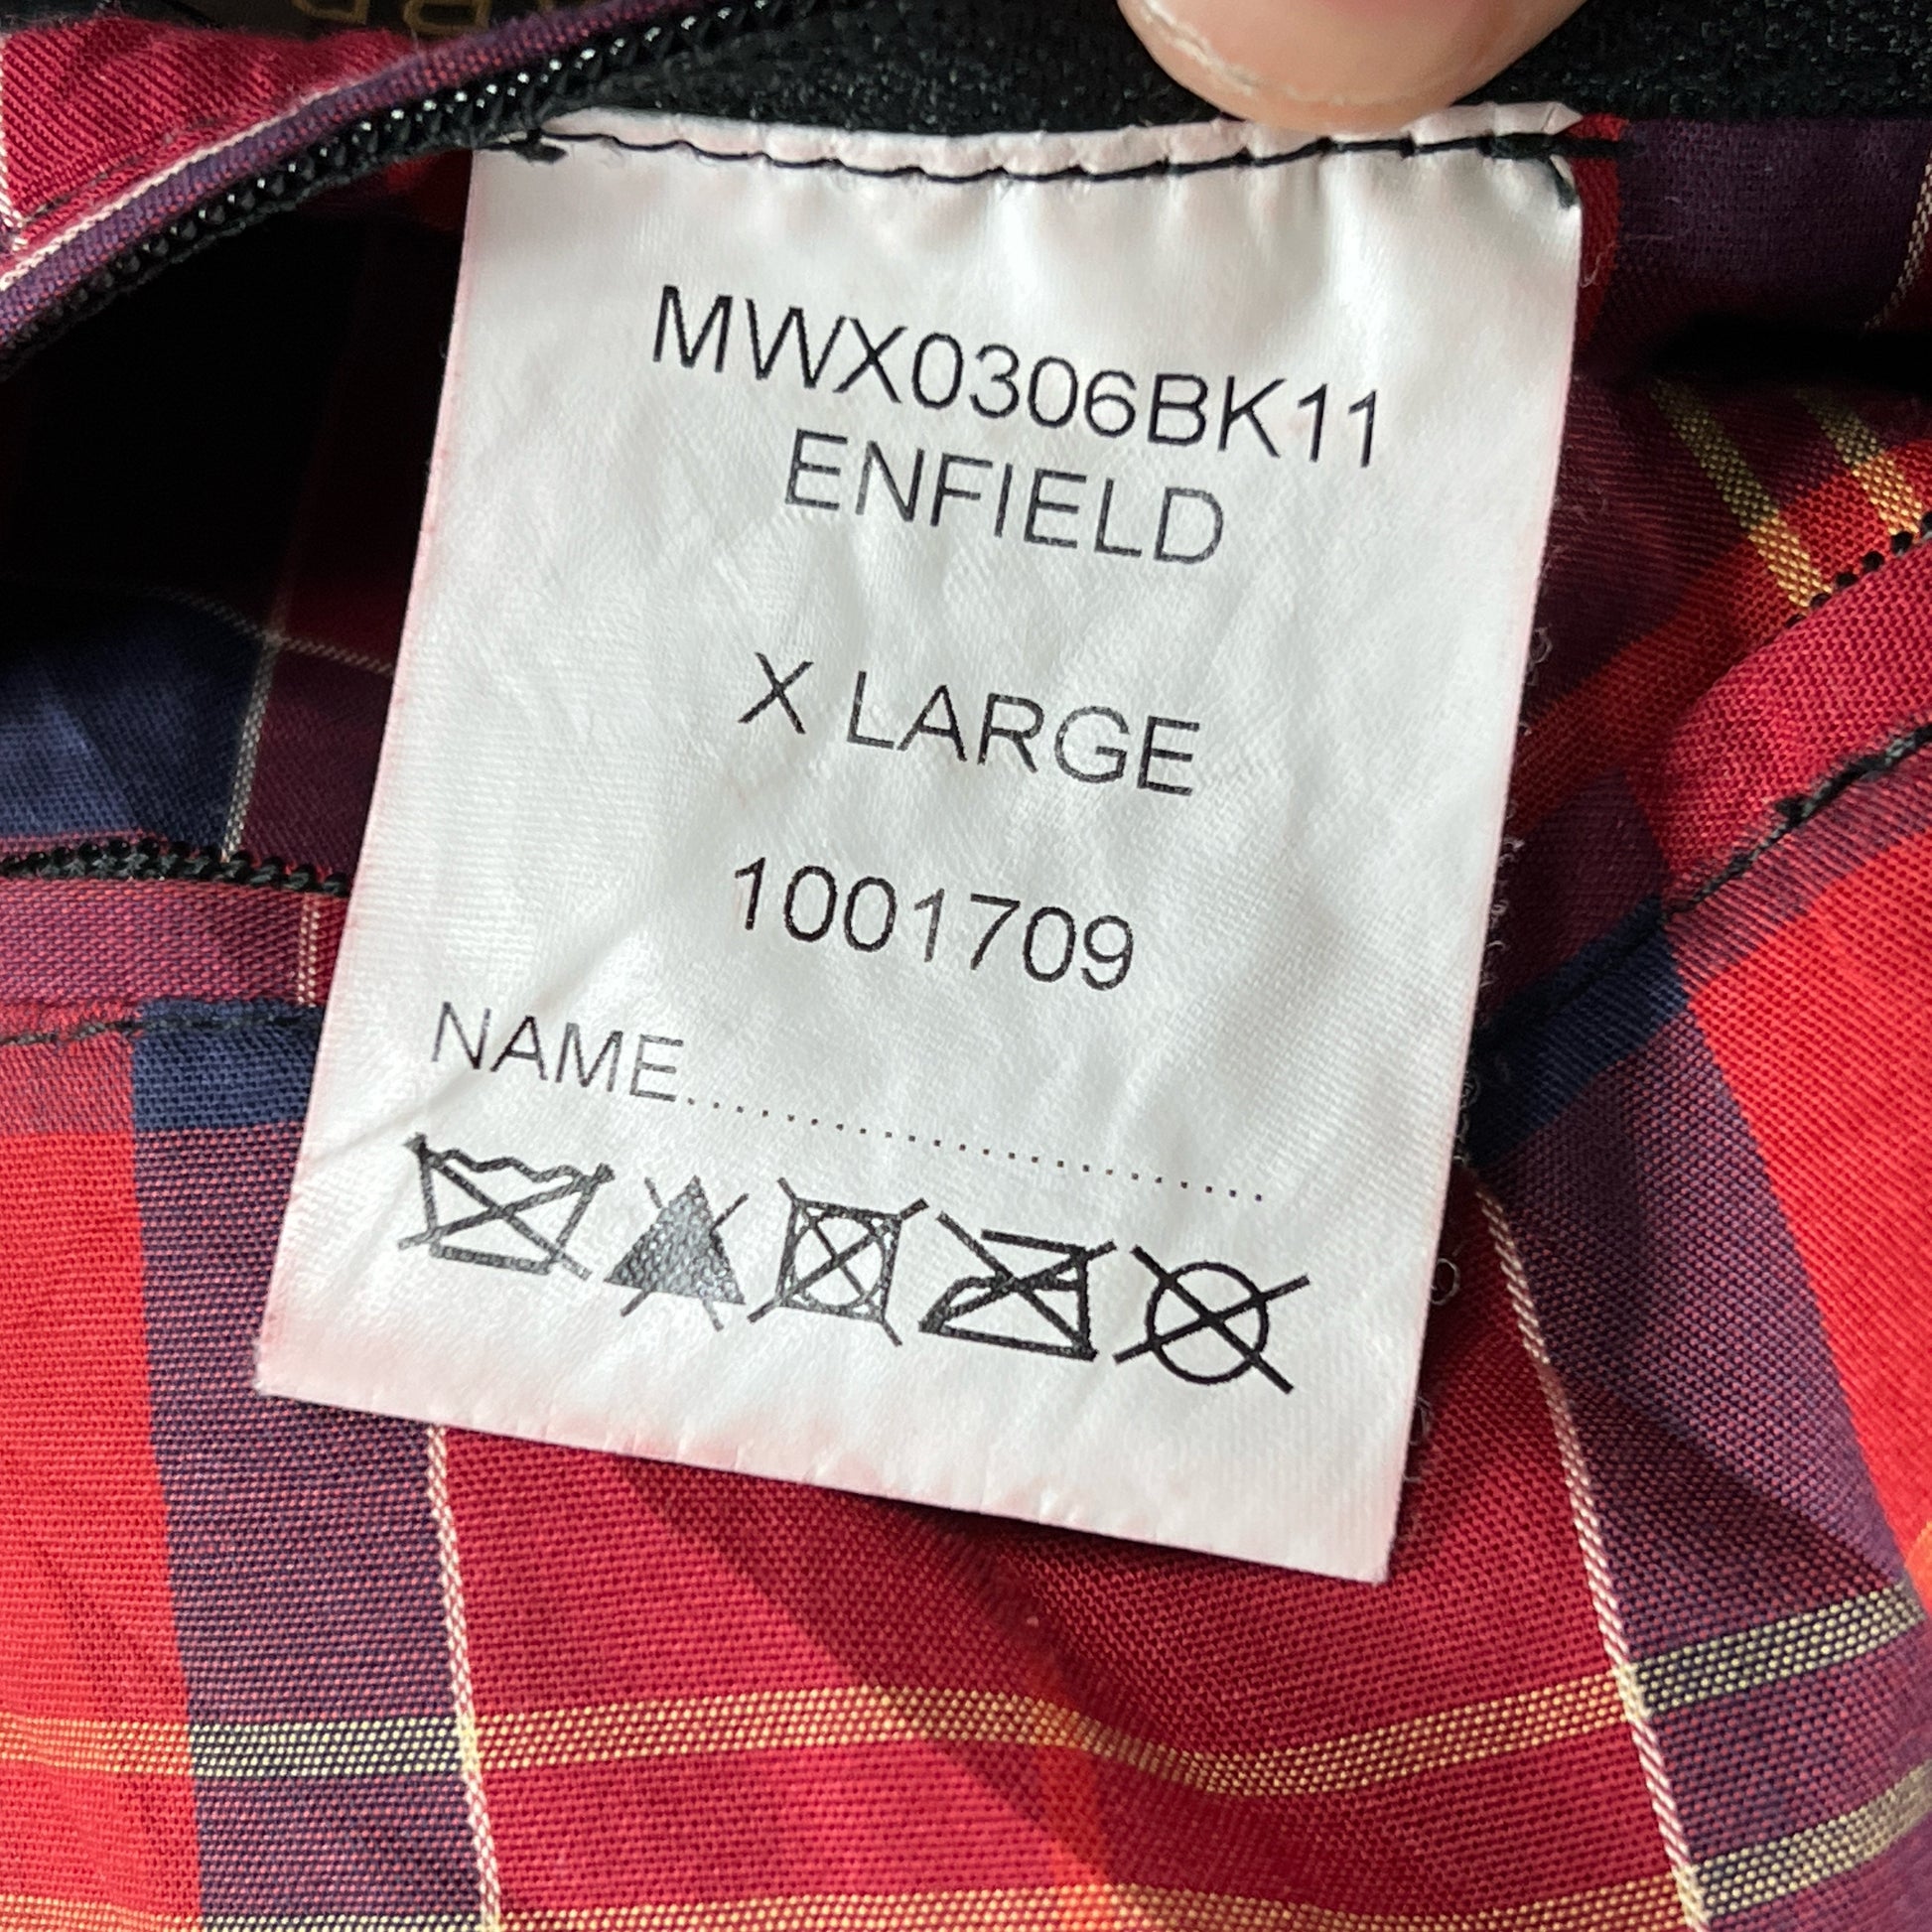 MWX0306BK11
ENFIELD
X LARGE
1001709
NAME..............................